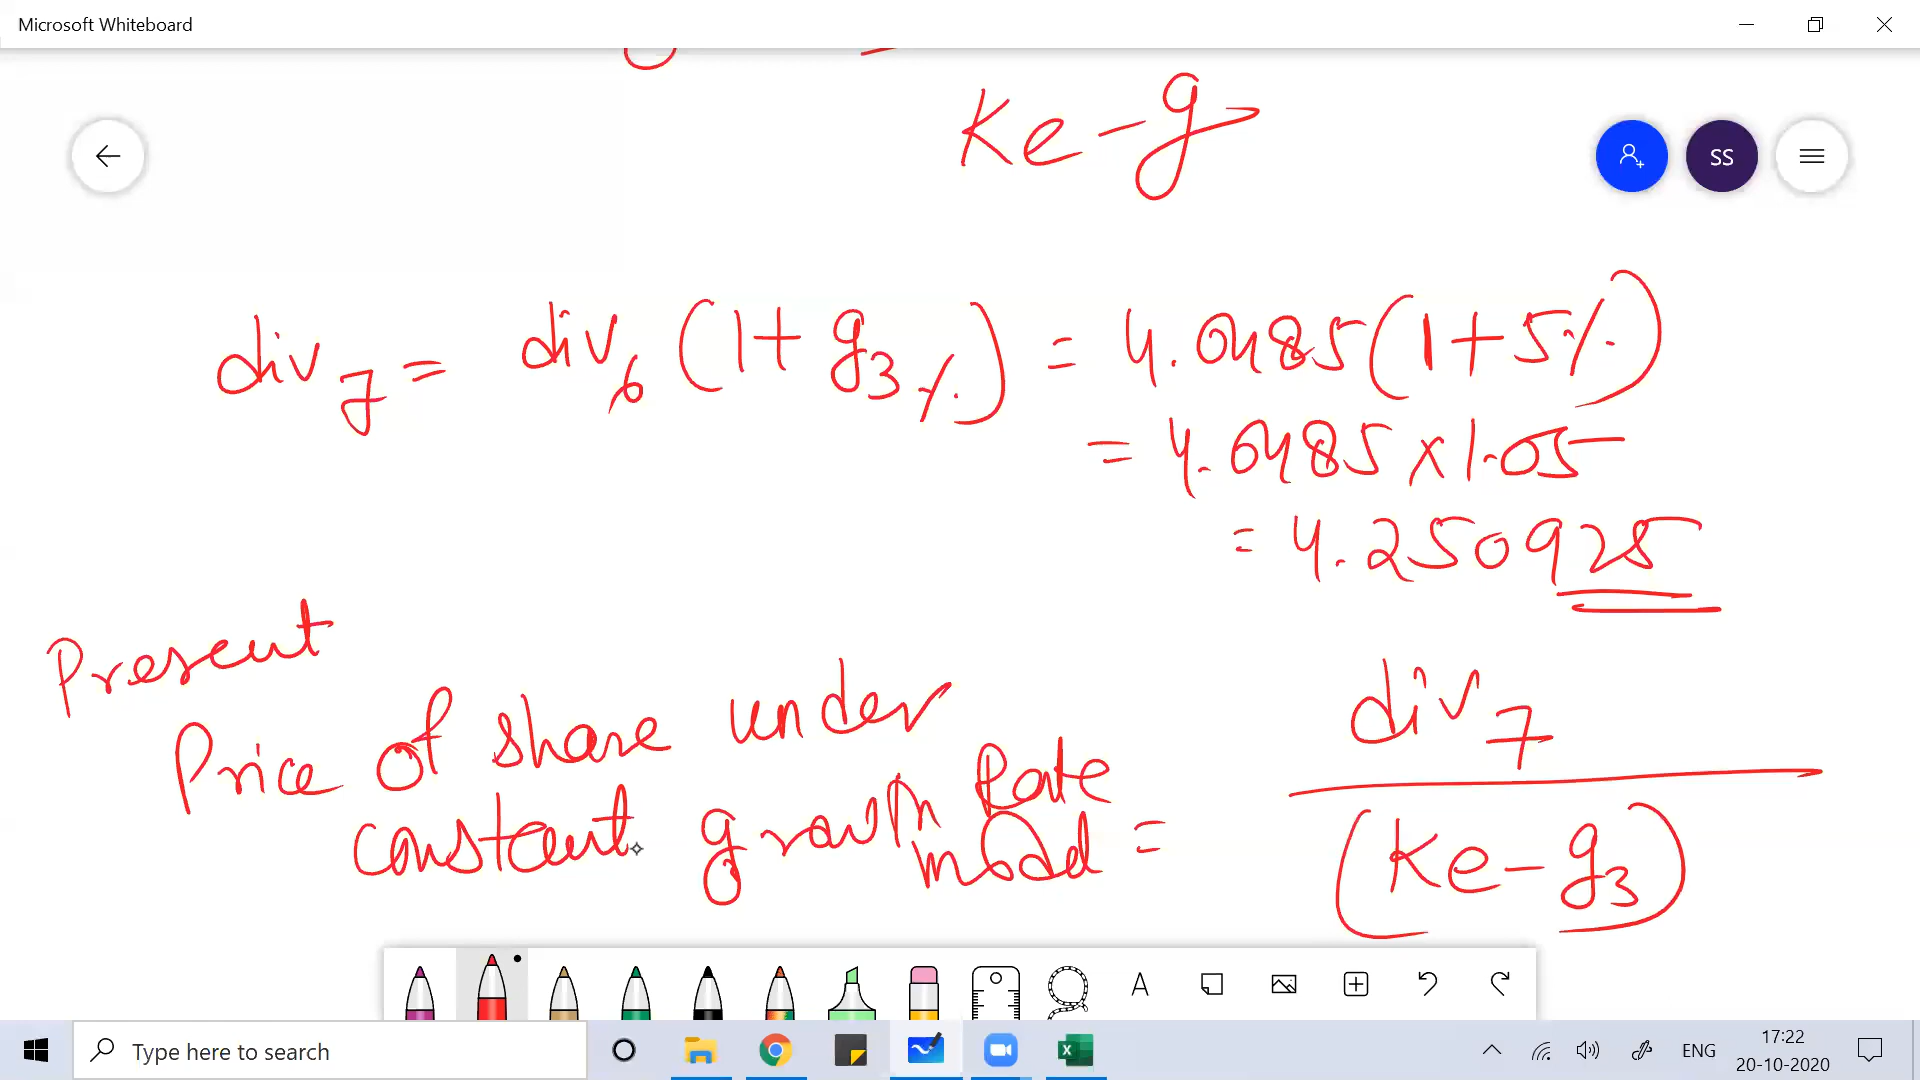 Microsoft Whiteboard
Ke - g
SS
div7 = div6 (1 + g3%) = 4.0485 (1 + 5%)
= 4.0485 x 1.05
= 4.250925
Present
Price of share under
constant growth Rate model =
div7
(Ke - g3)
A
Type here to search
ENG
17:22
20-10-2020